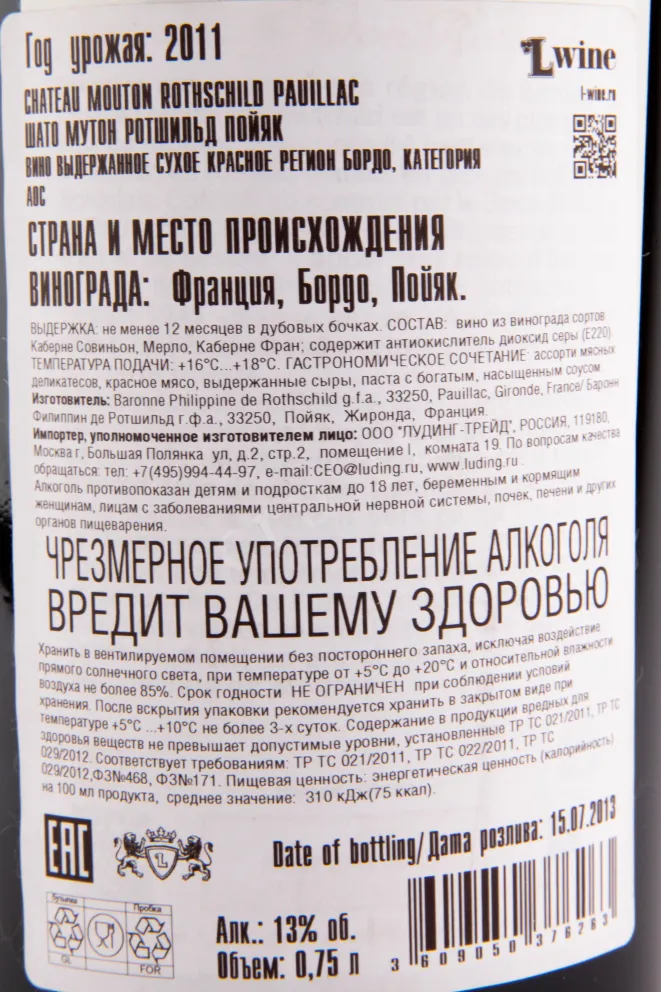 Год урожая: 2011
Lwine
l-wine.ru
CHATEAU MOUTON ROTHSCHILD PAUILLAC
ШАТО МУТОН РОТШИЛЬД ПОЙЯК
ВИНО ВЫДЕРЖАННОЕ СУХОЕ КРАСНОЕ РЕГИОН БОРДО, КАТЕГОРИЯ
АОС
СТРАНА И МЕСТО ПРОИСХОЖДЕНИЯ
ВИНОГРАДА: Франция, Бордо, Пойяк.
ВЫДЕРЖКА: не менее 12 месяцев в дубовых бочках. СОСТАВ: вино из винограда сортов
Каберне Совиньон, Мерло, Каберне Фран; содержит антиокислитель диоксид серы (Е220)
ТЕМПЕРАТУРА ПОДАЧИ: +16°С...+18°С. ГАСТРОНОМИЧЕСКОЕ СОЧЕТАНИЕ: ассорти мясных
деликатесов, красное мясо, выдержанные сыры, паста с богатым, насыщенным соусом.
Изготовитель: Baronne Philippine de Rothschild g.f.a., 33250, Pauillac, Gironde, France/ Баронн
Филиппин де Ротшильд г.ф.а., 33250, Пойяк, Жиронда, Франция.
Импортер, уполномоченное изготовителем лицо: ООО "ЛУДИНГ-ТРЕЙД", РОССИЯ, 119180,
Москва г, Большая Полянка ул, д.2, стр.2, помещение I, комната 19. По вопросам качества
обращаться: тел: +7(495)994-44-97, e-mail:CEO@luding.ru, www.luding.ru.
Алкоголь противопоказан детям и подросткам до 18 лет, беременным и кормящим
женщинам, лицам с заболеваниями центральной нервной системы, почек, печени и других
органов пищеварения.
ЧРЕЗМЕРНОЕ УПОТРЕБЛЕНИЕ АЛКОГОЛЯ
ВРЕДИТ ВАШЕМУ ЗДОРОВЬЮ
Хранить в вентилируемом помещении без постороннего запаха, исключая воздействие
прямого солнечного света, при температуре от +5°С до +20°С и относительной влажности
воздуха не более 85%. Срок годности НЕ ОГРАНИЧЕН при соблюдении условий
хранения. После вскрытия упаковки рекомендуется хранить в закрытом виде при
температуре +5°С ...+10°С не более 3-х суток. Содержание в продукции вредных для
здоровья веществ не превышает допустимые уровни, установленные ТР ТС 021/2011, ТР ТС
029/2012. Соответствует требованиям: ТР ТС 021/2011, ТР ТС 022/2011, ТР ТС
029/2012,ФЗ№468, ФЗ№171. Пищевая ценность: энергетическая ценность (калорийность)
на 100 мл продукта, среднее значение: 310 кДж(75 ккал).
ЕАС
L
Date of bottling/Дата розлива: 15.07.2013
Бутылка
Пробка
GL
FOR
Алк.: 13% об.
Объем: 0,75 л
3 609050 376263